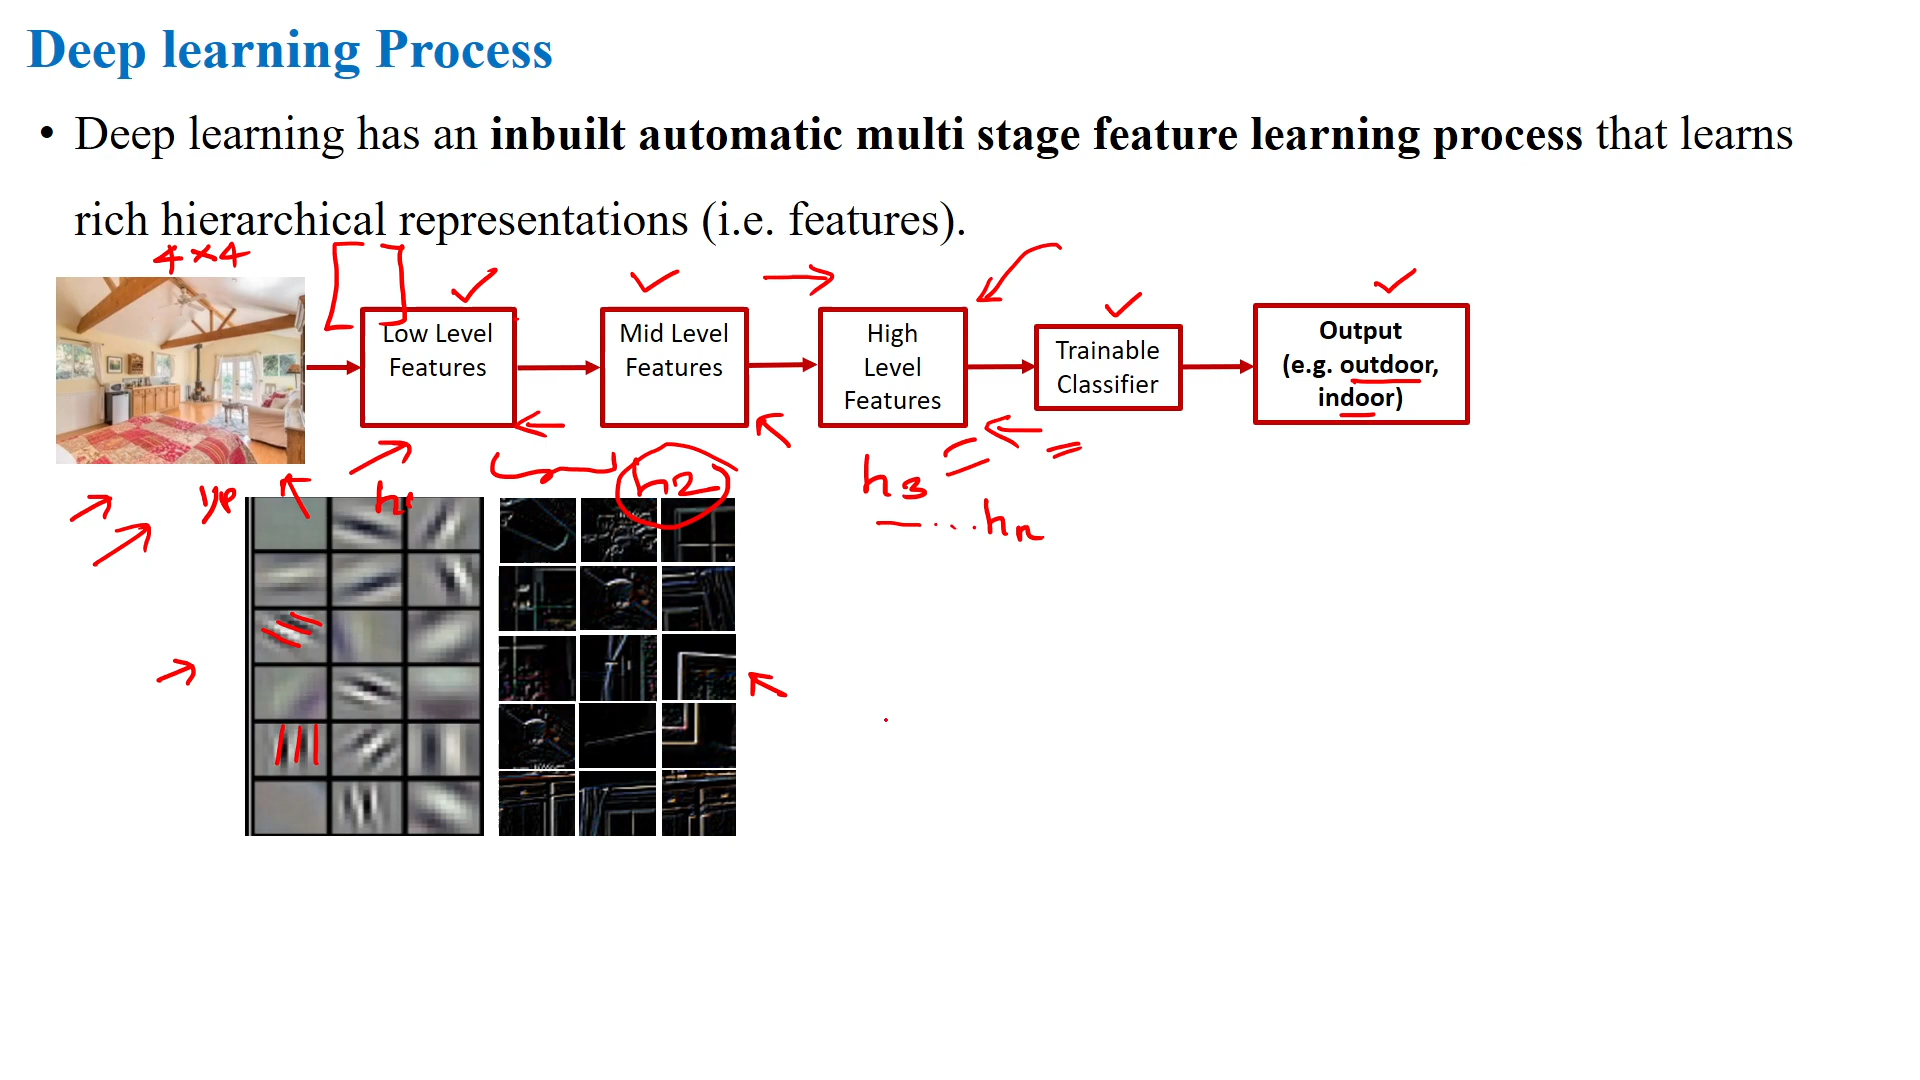 Deep learning Process
• Deep learning has an inbuilt automatic multi stage feature learning process that learns
rich hierarchical representations (i.e. features).
4×4
Low Level
Features
Mid Level
Features
High
Level
Features
Trainable
Classifier
Output
(e.g. outdoor,
indoor)
h1
h2
h3
... hn